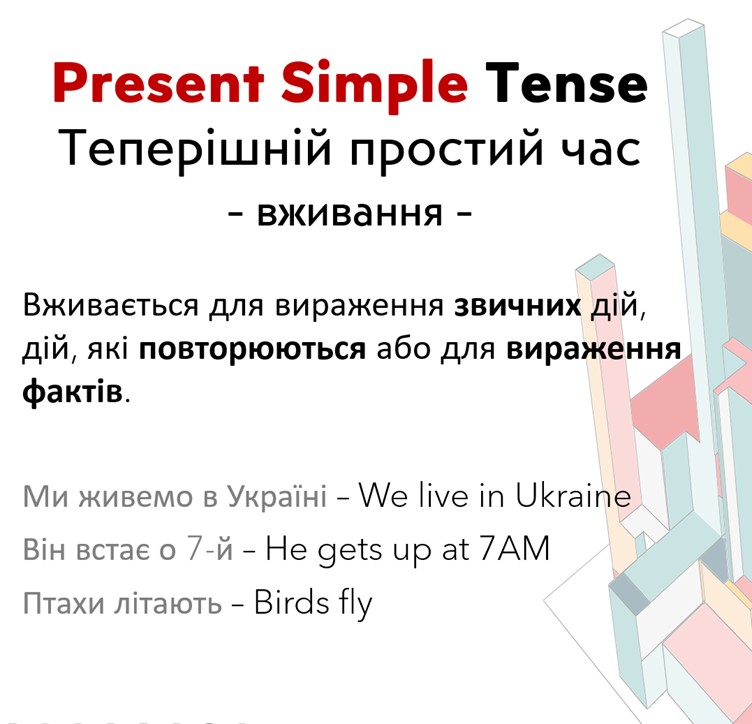 Present Simple Tense
Теперішній простий час
– вживання –
Вживається для вираження звичних дій,
дій, які повторюються або для вираження
фактів.
Ми живемо в Україні – We live in Ukraine
Він встає о 7-й – He gets up at 7AM
Птахи літають – Birds fly